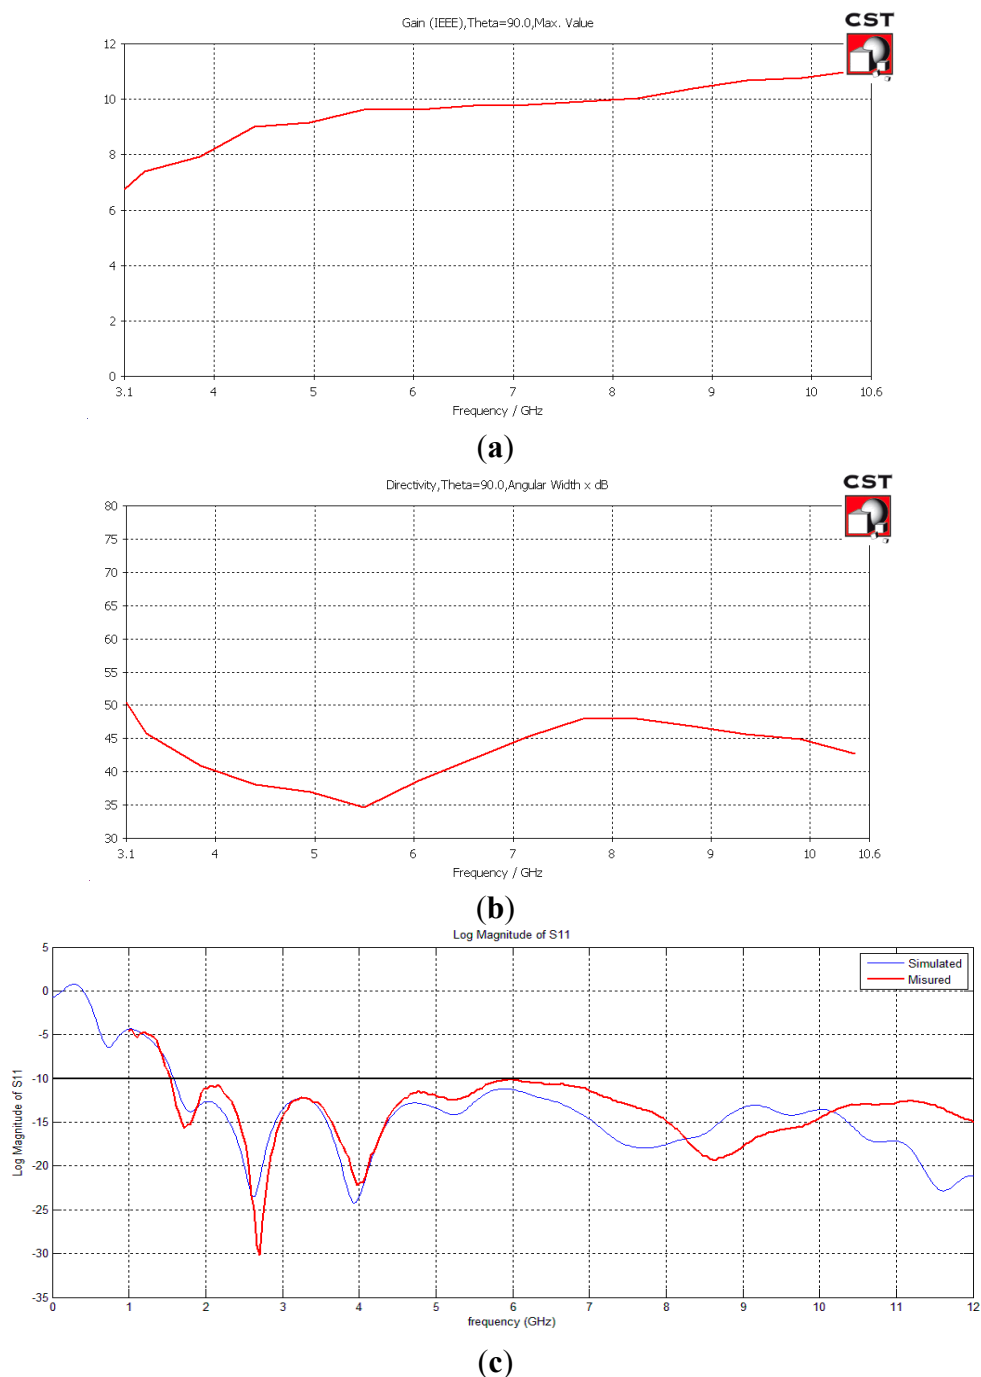 Gain (IEEE),Theta=90.0,Max. Value
CST
12
10
8
6
4
2
0
3.1 4 5 6 7 8 9 10 10.6
Frequency / GHz
(a)
Directivity,Theta=90.0,Angular Width x dB
CST
80
75
70
65
60
55
50
45
40
35
30
3.1 4 5 6 7 8 9 10 10.6
Frequency / GHz
(b)
Log Magnitude of S11
Log Magnitude of S11
5
0
-5
-10
-15
-20
-25
-30
-35
Simulated
Misured
0 1 2 3 4 5 6 7 8 9 10 11 12
frequency (GHz)
(c)